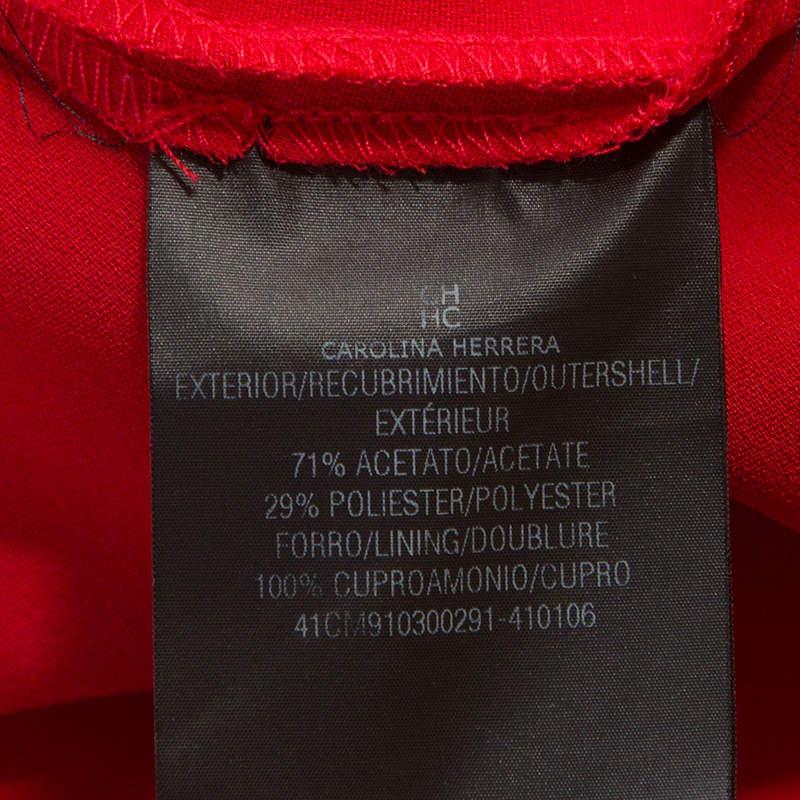 CH
HC
CAROLINA HERRERA
EXTERIOR/RECUBRIMIENTO/OUTERSHELL/
EXTÉRIEUR
71% ACETATO/ACETATE
29% POLIESTER/POLYESTER
FORRO/LINING/DOUBLURE
100% CUPROAMONIO/CUPRO
41CM910300291-410106